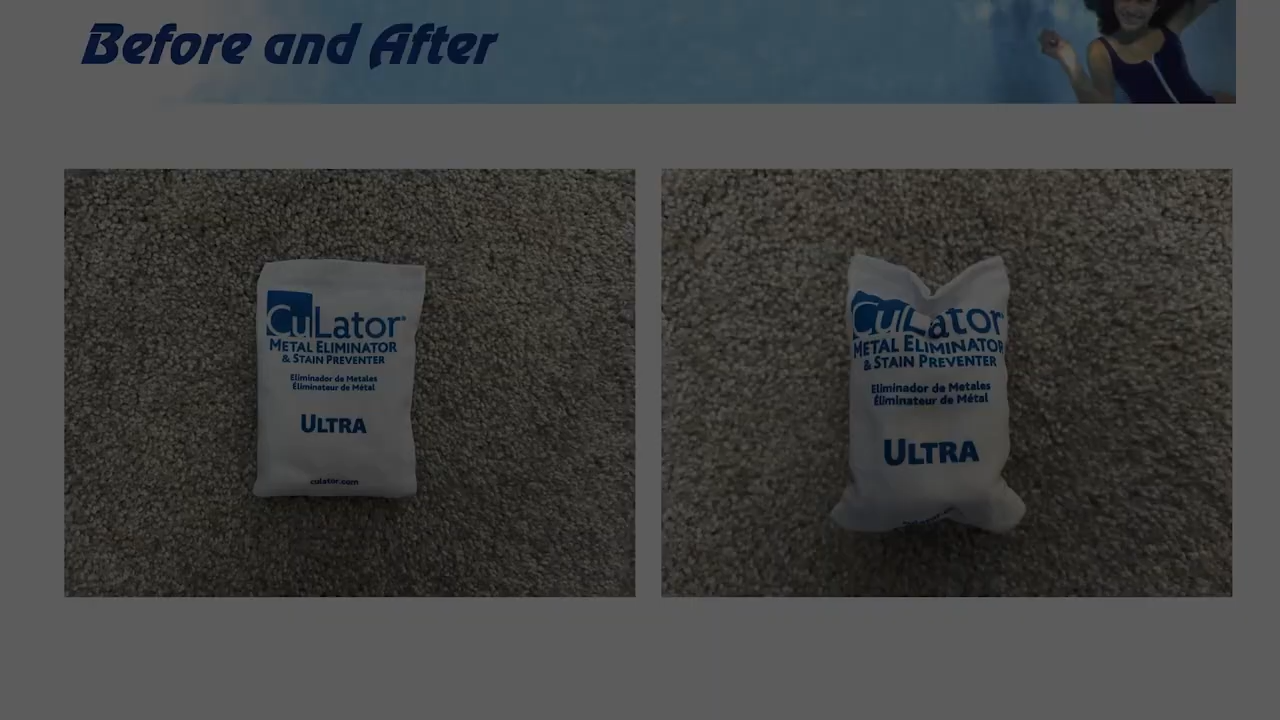 Before and After
CuLator®
METAL ELIMINATOR
& STAIN PREVENTER
Eliminador de Metales
Éliminateur de Métal
ULTRA
culator.com
CuLator®
METAL ELIMINATOR
& STAIN PREVENTER
Eliminador de Metales
Éliminateur de Métal
ULTRA